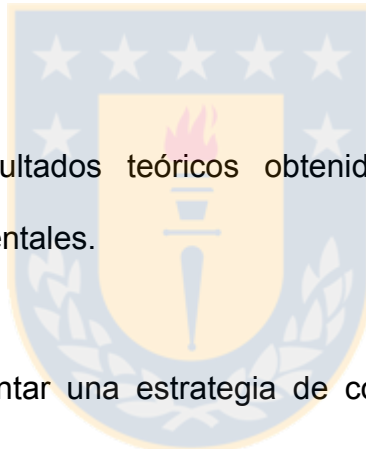 ultados teóricos obtenid
entales.
ntar una estrategia de co